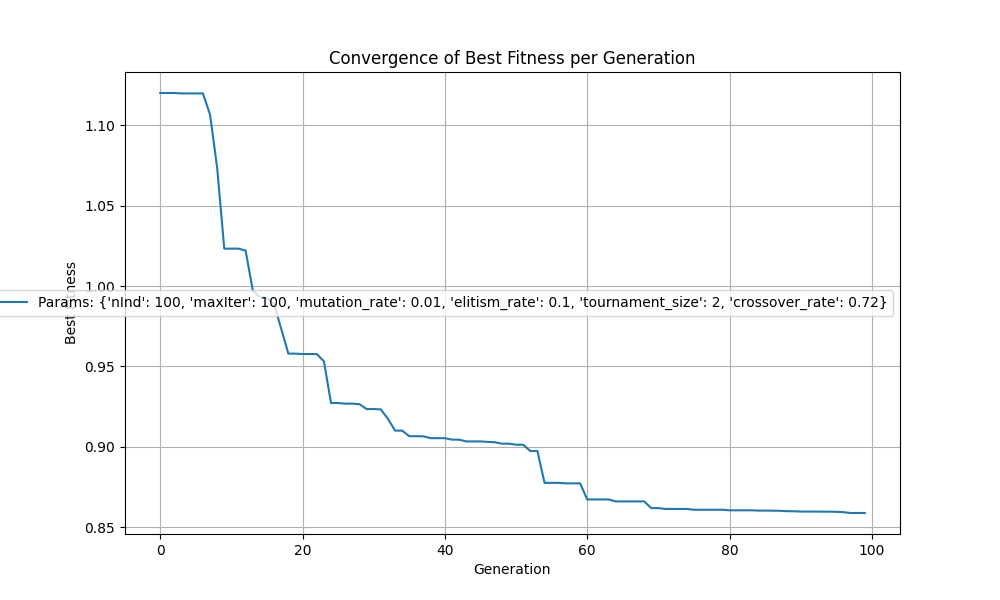 Convergence of Best Fitness per Generation
1.10
1.05
1.00
0.95
0.90
0.85
Best
ness
Params: {'nInd': 100, 'maxIter': 100, 'mutation_rate': 0.01, 'elitism_rate': 0.1, 'tournament_size': 2, 'crossover_rate': 0.72}
0 20 40 60 80 100
Generation